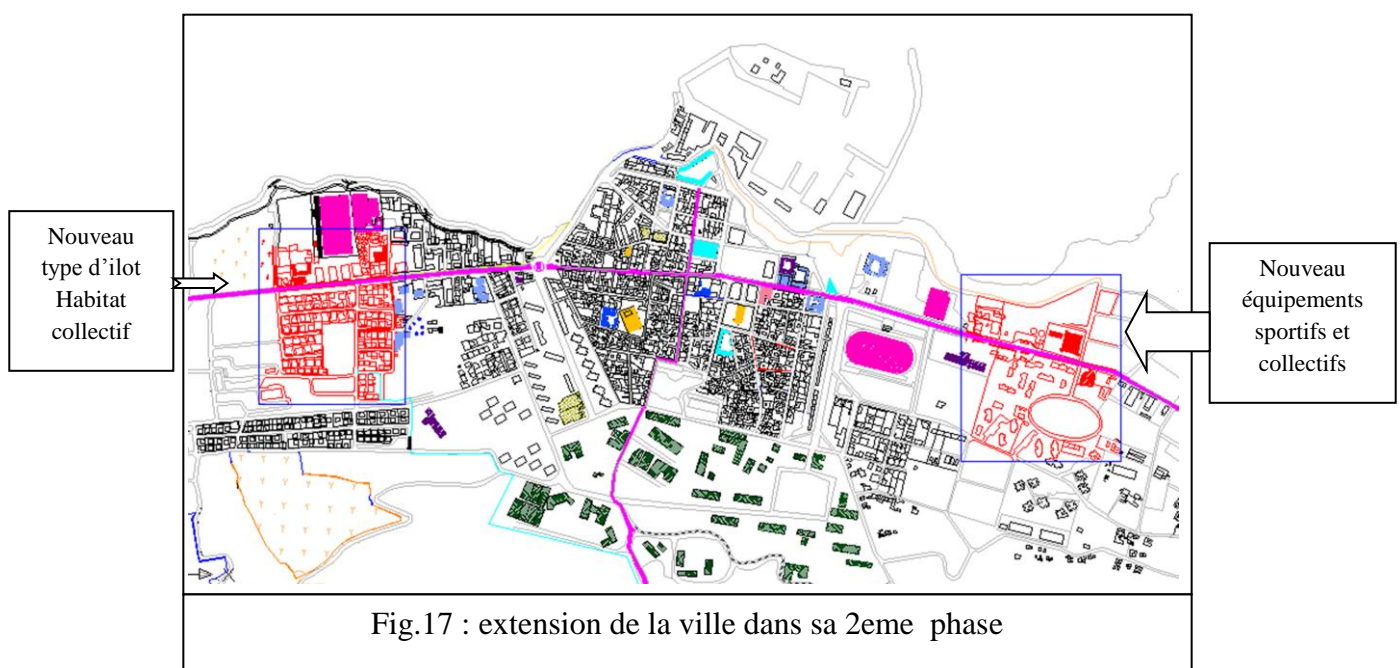 Nouveau
type d’ilot
Habitat
collectif
Nouveau
équipements
sportifs et
collectifs
Fig.17 : extension de la ville dans sa 2eme phase